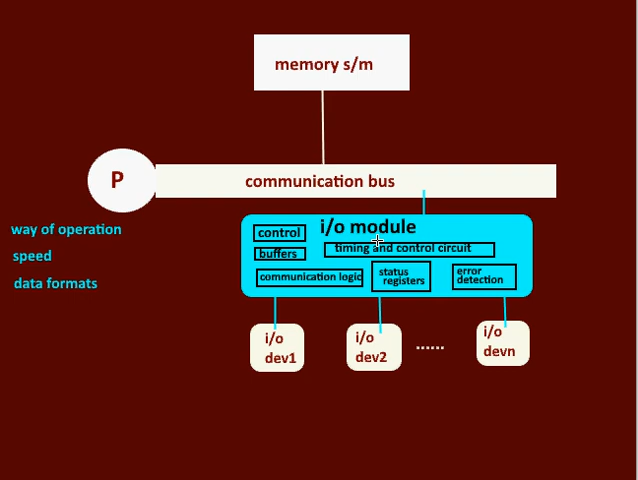 memory s/m
P
communication bus
way of operation
speed
data formats
i/o module
control
timing and control circuit
buffers
communication logic
status
registers
error
detection
i/o
dev1
i/o
dev2
......
i/o
devn